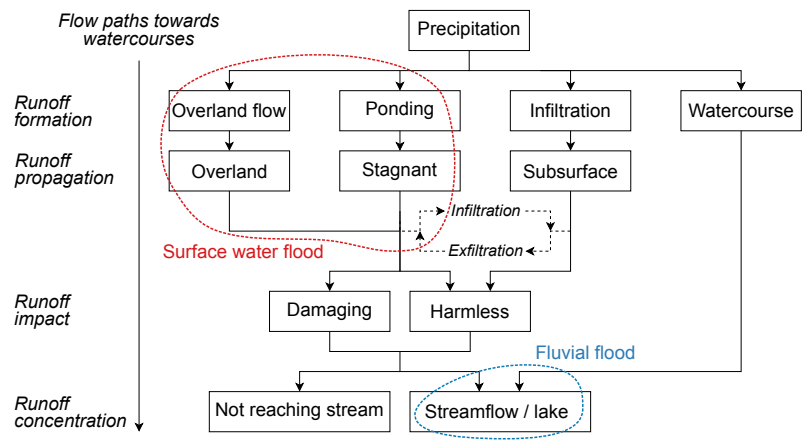 Flow paths towards
watercourses
Precipitation
Runoff
formation
Overland flow
Ponding
Infiltration
Watercourse
Runoff
propagation
Overland
Stagnant
Subsurface
Infiltration
Exfiltration
Surface water flood
Runoff
impact
Damaging
Harmless
Fluvial flood
Runoff
concentration
Not reaching stream
Streamflow / lake